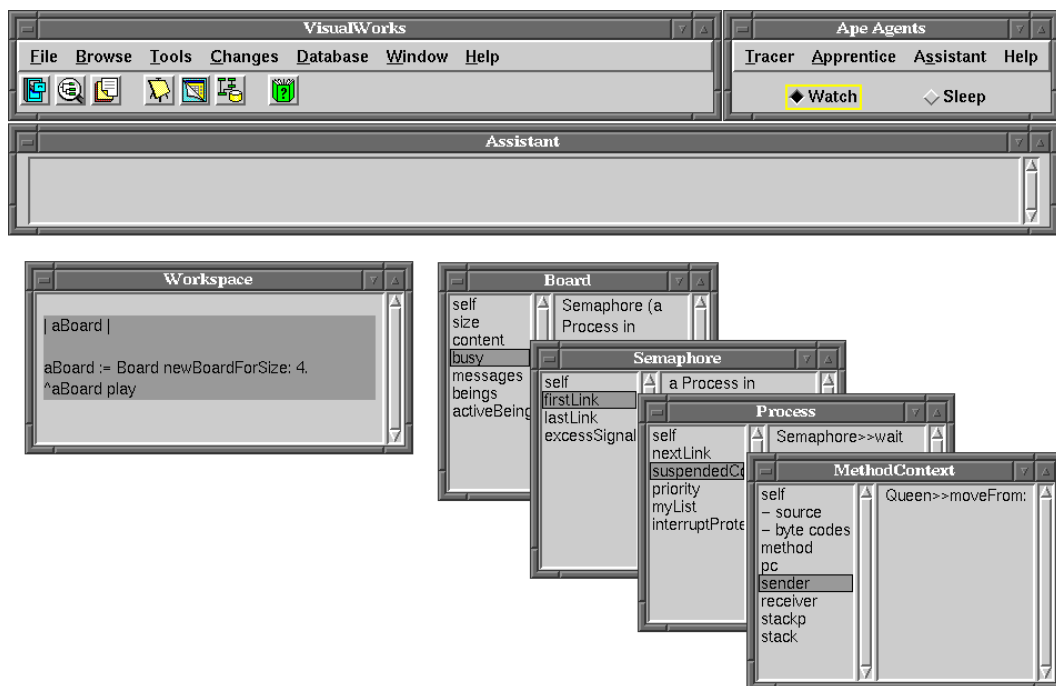 VisualWorks
File Browse Tools Changes Database Window Help
Ape Agents
Tracer Apprentice Assistant Help
Watch Sleep
Assistant
Workspace
| aBoard |
aBoard := Board newBoardForSize: 4.
^aBoard play
Board
self
size
content
busy
messages
beings
activeBeing
Semaphore (a
Process in
Semaphore
self
firstLink
lastLink
excessSignal
a Process in
Process
self
nextLink
suspendedCo
priority
myList
interruptProte
Semaphore>>wait
MethodContext
self
– source
– byte codes
method
pc
sender
receiver
stackp
stack
Queen>>moveFrom: